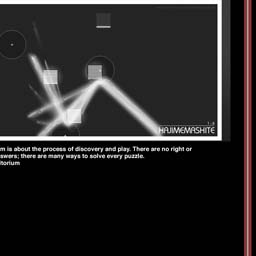 1 - 8
HAJIMEMASHITE
m is about the process of discovery and play. There are no right or
swers; there are many ways to solve every puzzle.
itorium